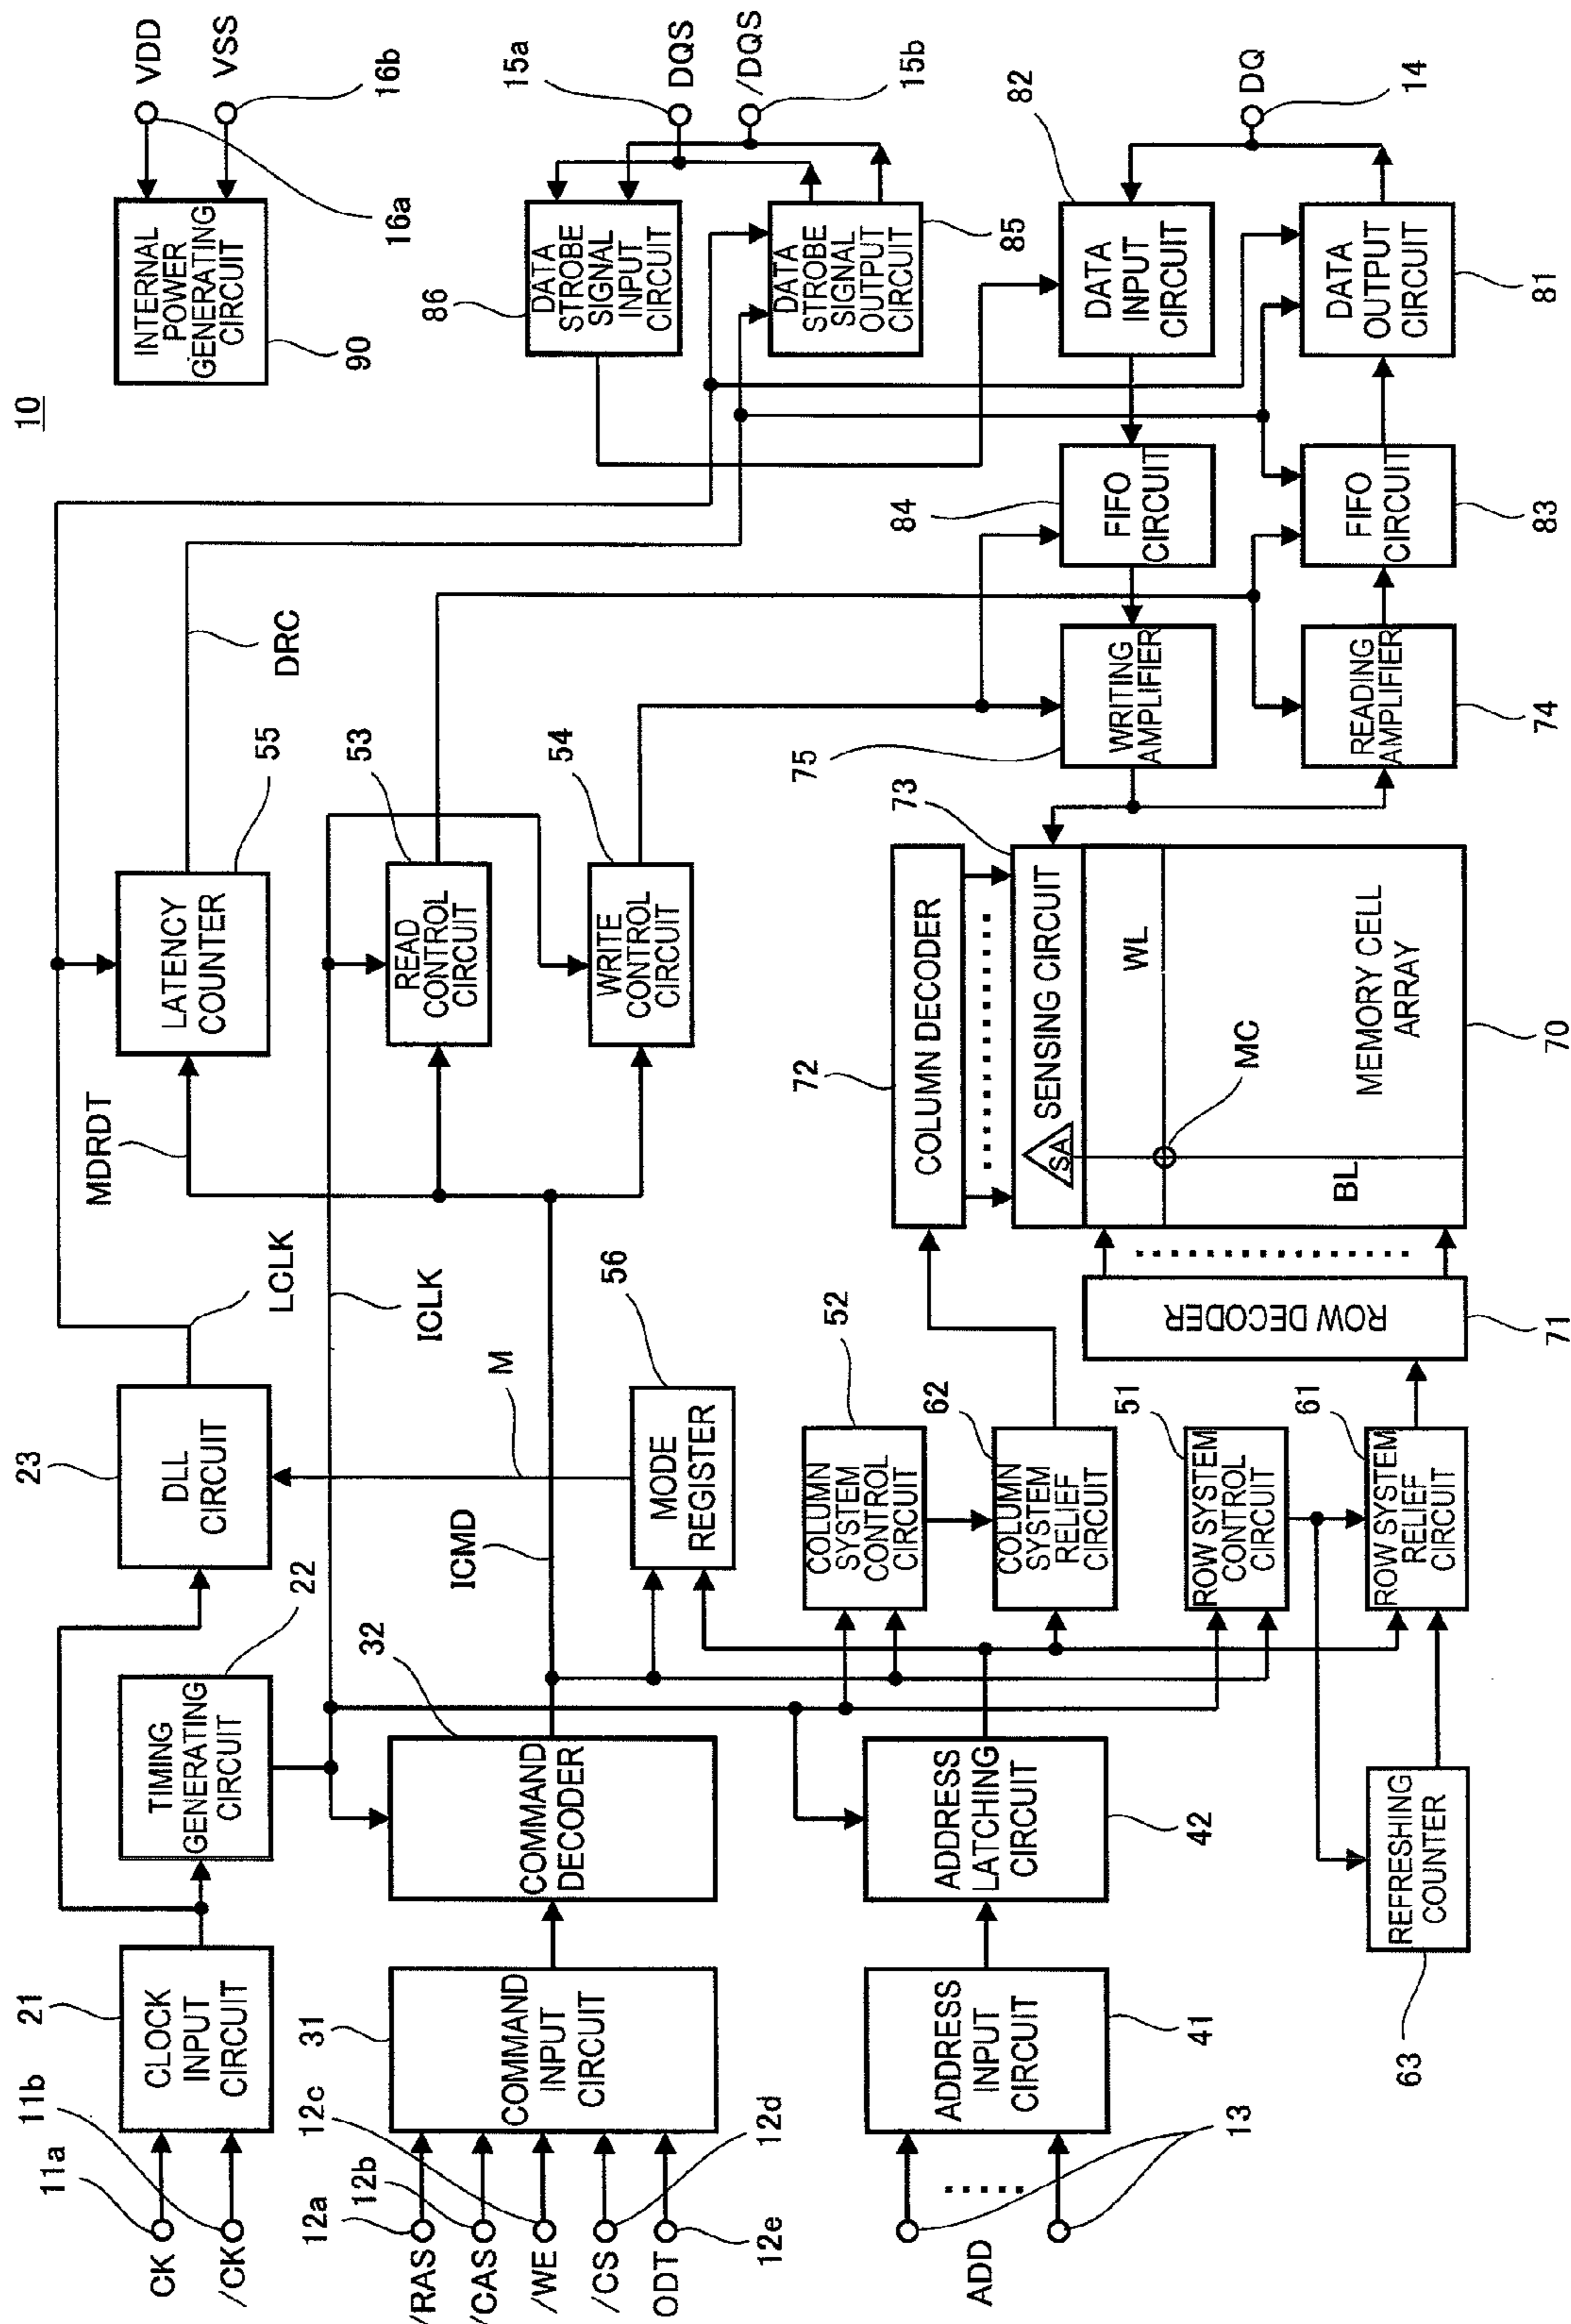 10
11a
CK
11b
/CK
21
CLOCK
INPUT
CIRCUIT
TIMING
GENERATING
CIRCUIT
22
23
DLL
CIRCUIT
LCLK
MDRDT
LATENCY
COUNTER
55
DRC
INTERNAL
POWER
GENERATING
CIRCUIT
90
VDD
16a
VSS
16b
12a
/RAS
12b
/CAS
12c
/WE
12d
/CS
12e
ODT
31
COMMAND
INPUT
CIRCUIT
32
COMMAND
DECODER
ICLK
ICMD
M
56
MODE
REGISTER
53
READ
CONTROL
CIRCUIT
54
WRITE
CONTROL
CIRCUIT
86
DATA
STROBE
SIGNAL
INPUT
CIRCUIT
DATA
STROBE
SIGNAL
OUTPUT
CIRCUIT
85
15a
DQS
/DQS
15b
ADD
13
ADDRESS
INPUT
CIRCUIT
41
ADDRESS
LATCHING
CIRCUIT
42
COLUMN
SYSTEM
CONTROL
CIRCUIT
52
COLUMN
SYSTEM
RELIEF
CIRCUIT
62
ROW SYSTEM
CONTROL
CIRCUIT
51
ROW SYSTEM
RELIEF
CIRCUIT
61
REFRESHING
COUNTER
63
72
COLUMN DECODER
73
SA
SENSING CIRCUIT
WL
BL
MC
MEMORY CELL
ARRAY
70
ROW DECODER
71
75
WRITING
AMPLIFIER
READING
AMPLIFIER
74
84
FIFO
CIRCUIT
FIFO
CIRCUIT
83
82
DATA
INPUT
CIRCUIT
DATA
OUTPUT
CIRCUIT
81
DQ
14